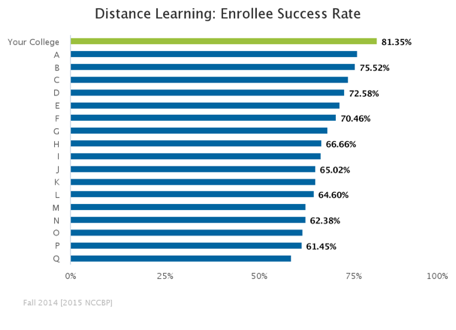 Distance Learning: Enrollee Success Rate
Your College 81.35%
A
B 75.52%
C
D 72.58%
E
F 70.46%
G
H 66.66%
I
J 65.02%
K
L 64.60%
M
N 62.38%
O
P 61.45%
Q
0% 25% 50% 75% 100%
Fall 2014 [2015 NCCBP]